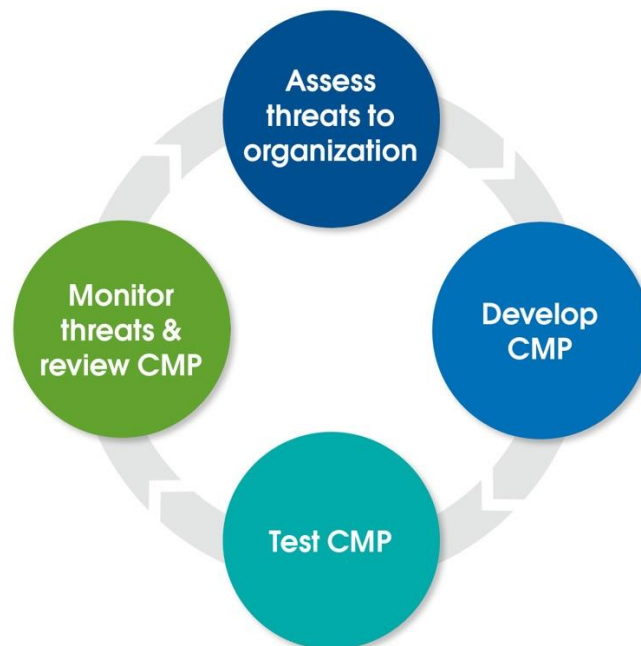 Assess
threats to
organization
Develop
CMP
Test CMP
Monitor
threats &
review CMP